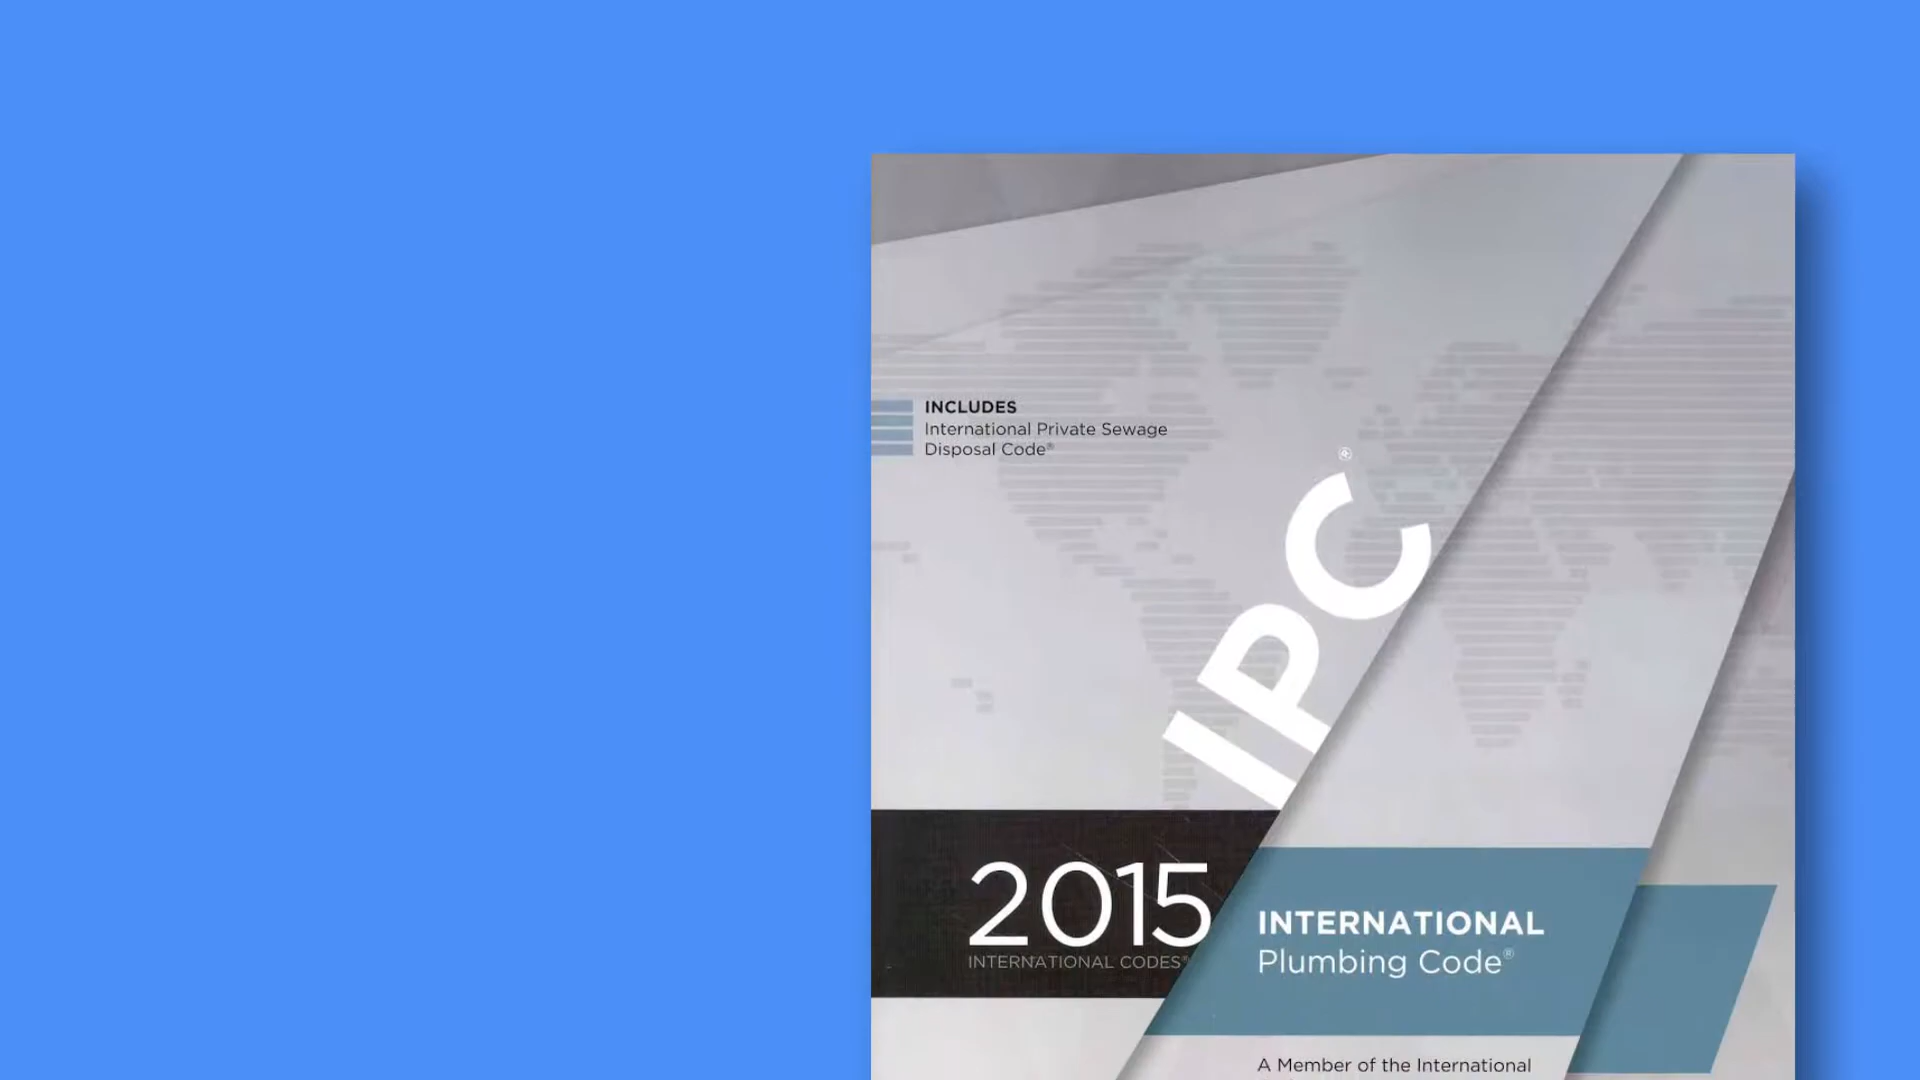 INCLUDES
International Private Sewage
Disposal Code®
IPC®
2015
INTERNATIONAL CODES®
INTERNATIONAL
Plumbing Code®
A Member of the International